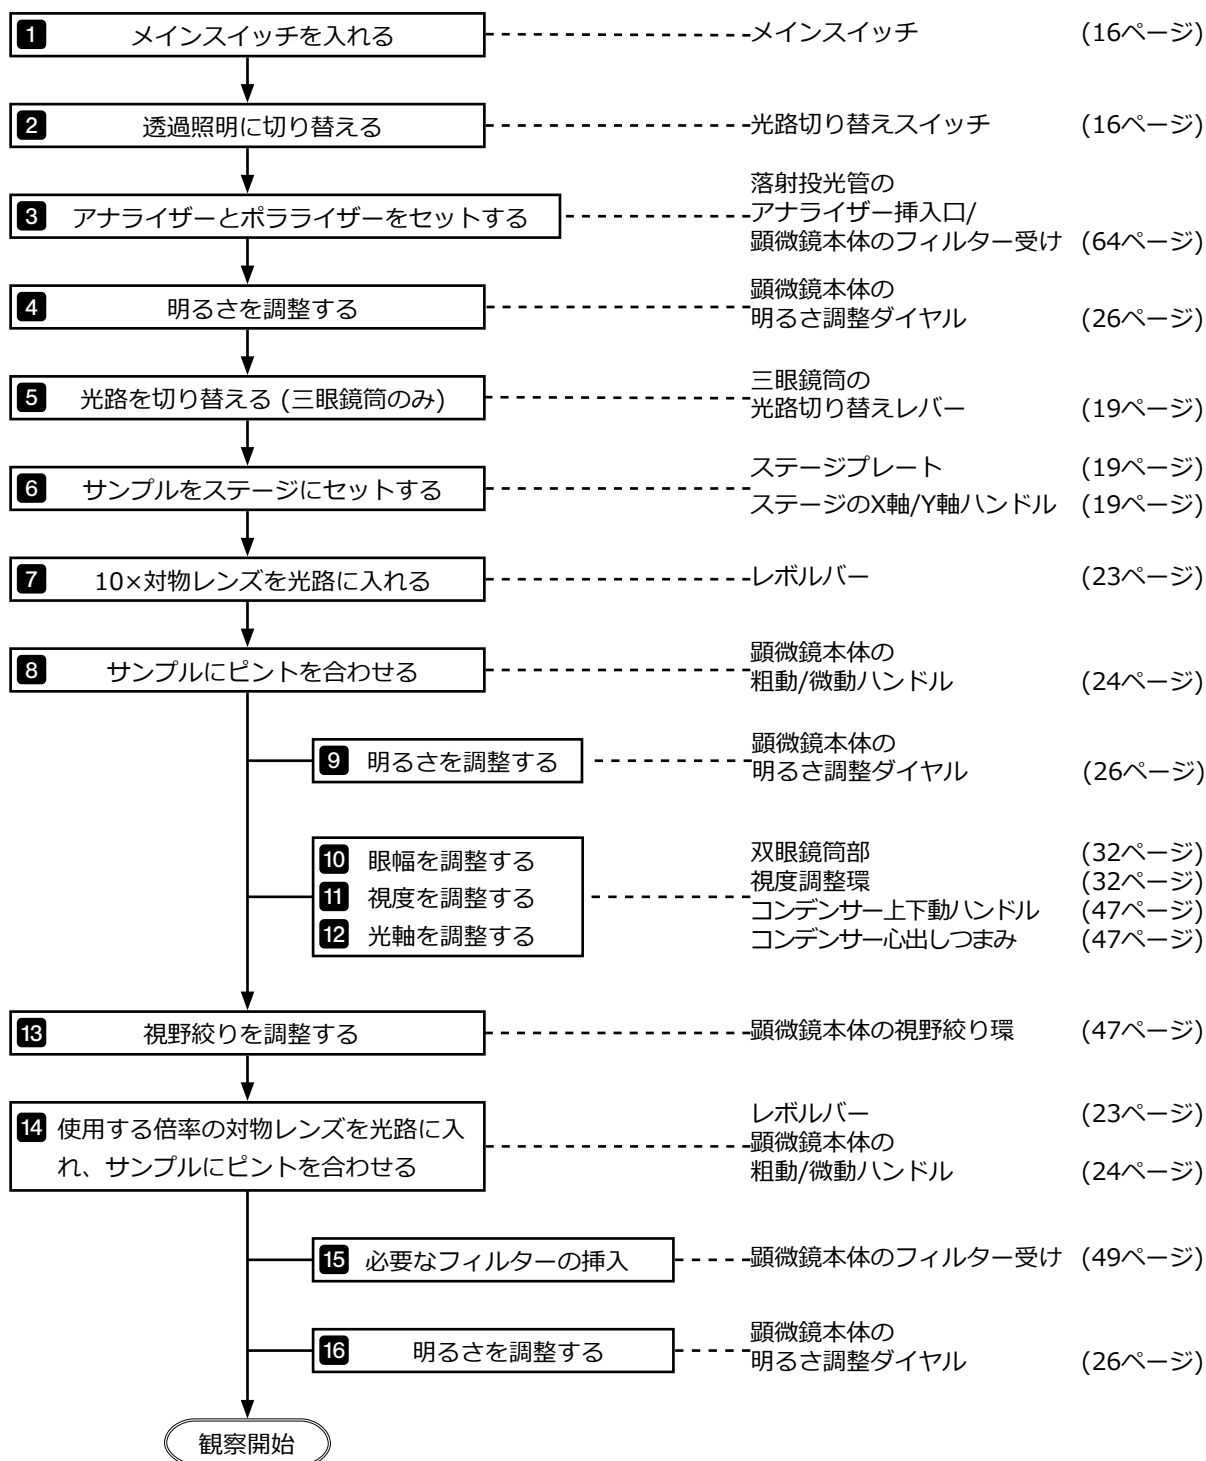 1 メインスイッチを入れる メインスイッチ (16ページ)
2 透過照明に切り替える 光路切り替えスイッチ (16ページ)
落射投光管の
3 アナライザーとポラライザーをセットする アナライザー挿入口/
顕微鏡本体のフィルター受け (64ページ)
顕微鏡本体の
4 明るさを調整する 明るさ調整ダイヤル (26ページ)
三眼鏡筒の
5 光路を切り替える (三眼鏡筒のみ) 光路切り替えレバー (19ページ)
ステージプレート (19ページ)
6 サンプルをステージにセットする
ステージのX軸/Y軸ハンドル (19ページ)
7 10×対物レンズを光路に入れる レボルバー (23ページ)
顕微鏡本体の
8 サンプルにピントを合わせる 粗動/微動ハンドル (24ページ)
顕微鏡本体の
9 明るさを調整する 明るさ調整ダイヤル (26ページ)
10 眼幅を調整する 双眼鏡筒部 (32ページ)
視度調整環 (32ページ)
11 視度を調整する
コンデンサー上下動ハンドル (47ページ)
12 光軸を調整する コンデンサー心出しつまみ (47ページ)
13 視野絞りを調整する 顕微鏡本体の視野絞り環 (47ページ)
レボルバー (23ページ)
14 使用する倍率の対物レンズを光路に入 顕微鏡本体の
れ、サンプルにピントを合わせる 粗動/微動ハンドル (24ページ)
15 必要なフィルターの挿入 顕微鏡本体のフィルター受け (49ページ)
顕微鏡本体の
16 明るさを調整する 明るさ調整ダイヤル (26ページ)
観察開始